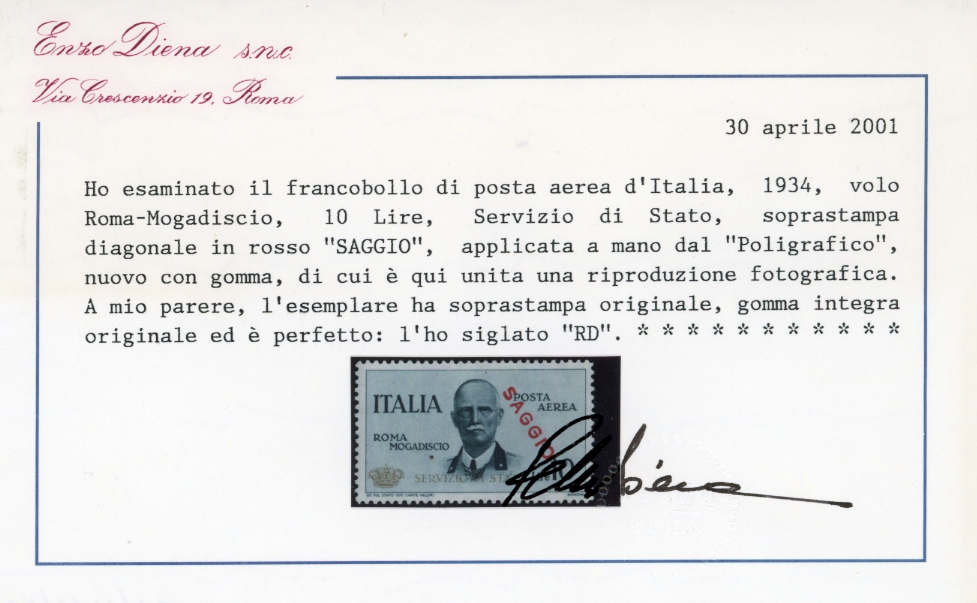 Enzo Diena s.n.c.
Via Crescenzio 19, Roma
30 aprile 2001
Ho esaminato il francobollo di posta aerea d'Italia, 1934, volo
Roma-Mogadiscio, 10 Lire, Servizio di Stato, soprastampa
diagonale in rosso "SAGGIO", applicata a mano dal "Poligrafico",
nuovo con gomma, di cui è qui unita una riproduzione fotografica.
A mio parere, l'esemplare ha soprastampa originale, gomma integra
originale ed è perfetto: l'ho siglato "RD". * * * * * * * * * * *
ITALIA
POSTA
AEREA
SAGGIO
ROMA
MOGADISCIO
SERVIZIO DI